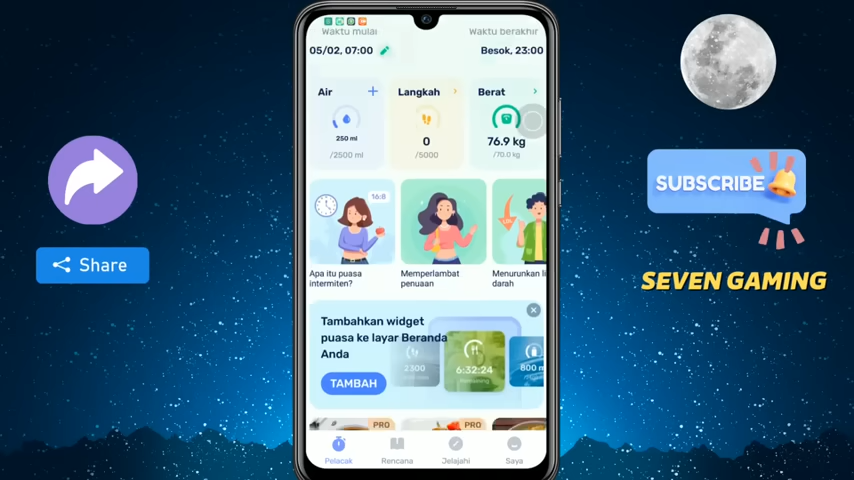 Waktu mulai
Waktu berakhir
05/02, 07:00
Besok, 23:00
Air
Langkah
Berat
250 ml
/2500 ml
0
/5000
76.9 kg
/70.0 kg
16:8
Apa itu puasa
intermiten?
Memperlambat
penuaan
Menurunkan li
darah
Tambahkan widget
puasa ke layar Beranda
Anda
TAMBAH
6:32:24
Remaining
800 m
PRO
PRO
Pelacak
Rencana
Jelajahi
Saya
Share
SUBSCRIBE
SEVEN GAMING